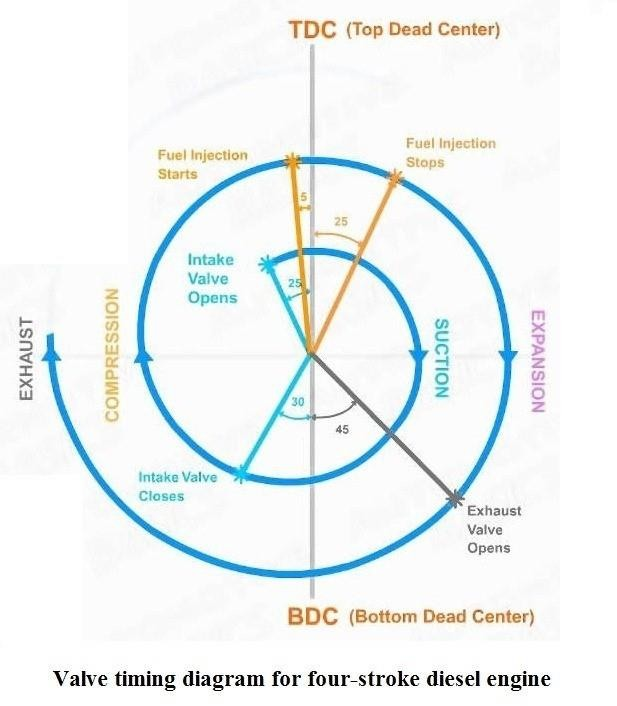 TDC (Top Dead Center)
Fuel Injection
Starts
Fuel Injection
Stops
5
25
Intake
Valve
Opens
25
EXHAUST
COMPRESSION
SUCTION
EXPANSION
30
45
Intake Valve
Closes
Exhaust
Valve
Opens
BDC (Bottom Dead Center)
Valve timing diagram for four-stroke diesel engine